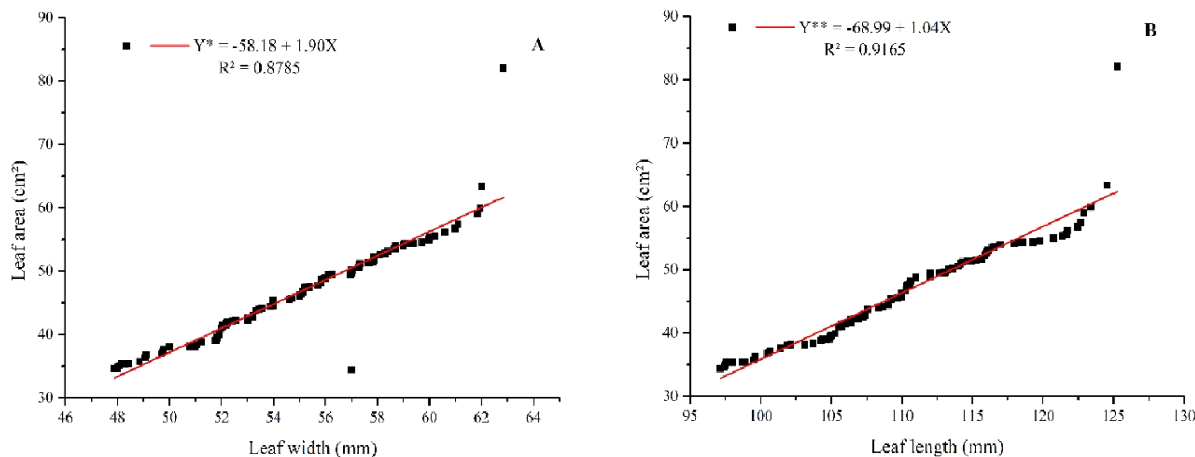 Y* = -58.18 + 1.90X
R² = 0.8785
A
90
80
70
60
50
40
30
46 48 50 52 54 56 58 60 62 64
Leaf area (cm²)
Leaf width (mm)
Y** = -68.99 + 1.04X
R² = 0.9165
B
90
80
70
60
50
40
30
95 100 105 110 115 120 125 130
Leaf area (cm²)
Leaf length (mm)